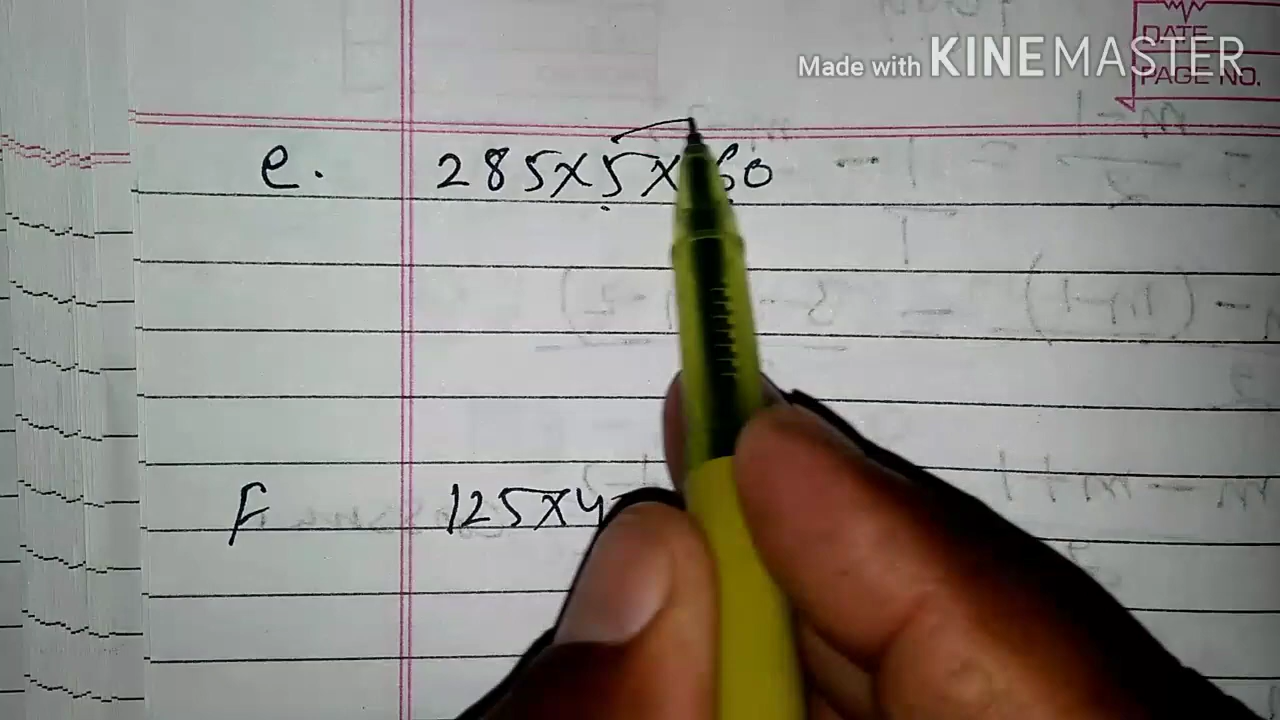 Made with KINEMASTER
DATE
PAGE NO.
e. 285x5x60
F 125x4